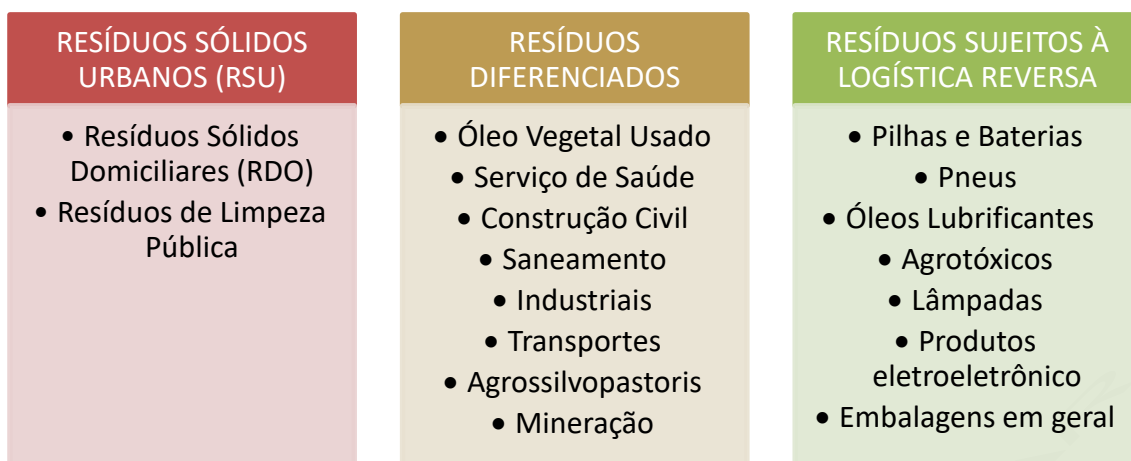 RESÍDUOS SÓLIDOS
URBANOS (RSU)
• Resíduos Sólidos
Domiciliares (RDO)
• Resíduos de Limpeza
Pública
RESÍDUOS
DIFERENCIADOS
• Óleo Vegetal Usado
• Serviço de Saúde
• Construção Civil
• Saneamento
• Industriais
• Transportes
• Agrossilvopastoris
• Mineração
RESÍDUOS SUJEITOS À
LOGÍSTICA REVERSA
• Pilhas e Baterias
• Pneus
• Óleos Lubrificantes
• Agrotóxicos
• Lâmpadas
• Produtos
eletroeletrônico
• Embalagens em geral